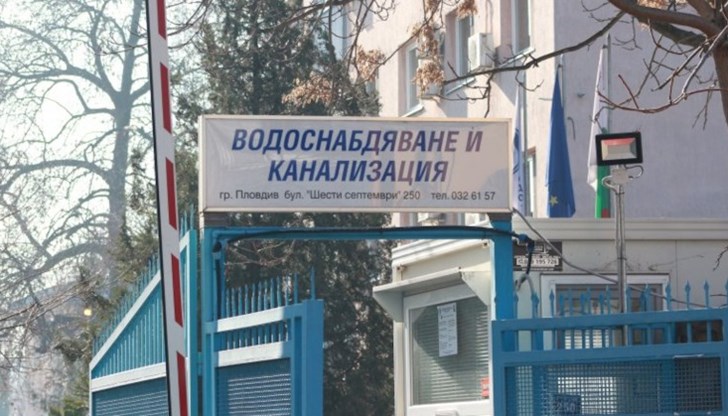 ВОДОСНАБДЯВАНЕ И
КАНАЛИЗАЦИЯ
гр. Пловдив бул. "Шести септември" 250 тел. 032 61 57